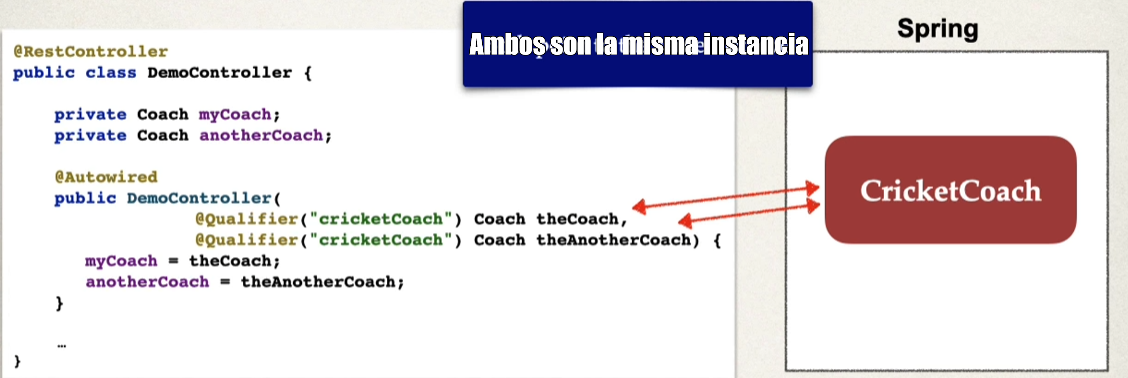 Ambos son la misma instancia
Spring
@RestController
public class DemoController {
private Coach myCoach;
private Coach anotherCoach;
@Autowired
public DemoController(
@Qualifier("cricketCoach") Coach theCoach,
@Qualifier("cricketCoach") Coach theAnotherCoach) {
myCoach = theCoach;
anotherCoach = theAnotherCoach;
}
…
}
CricketCoach